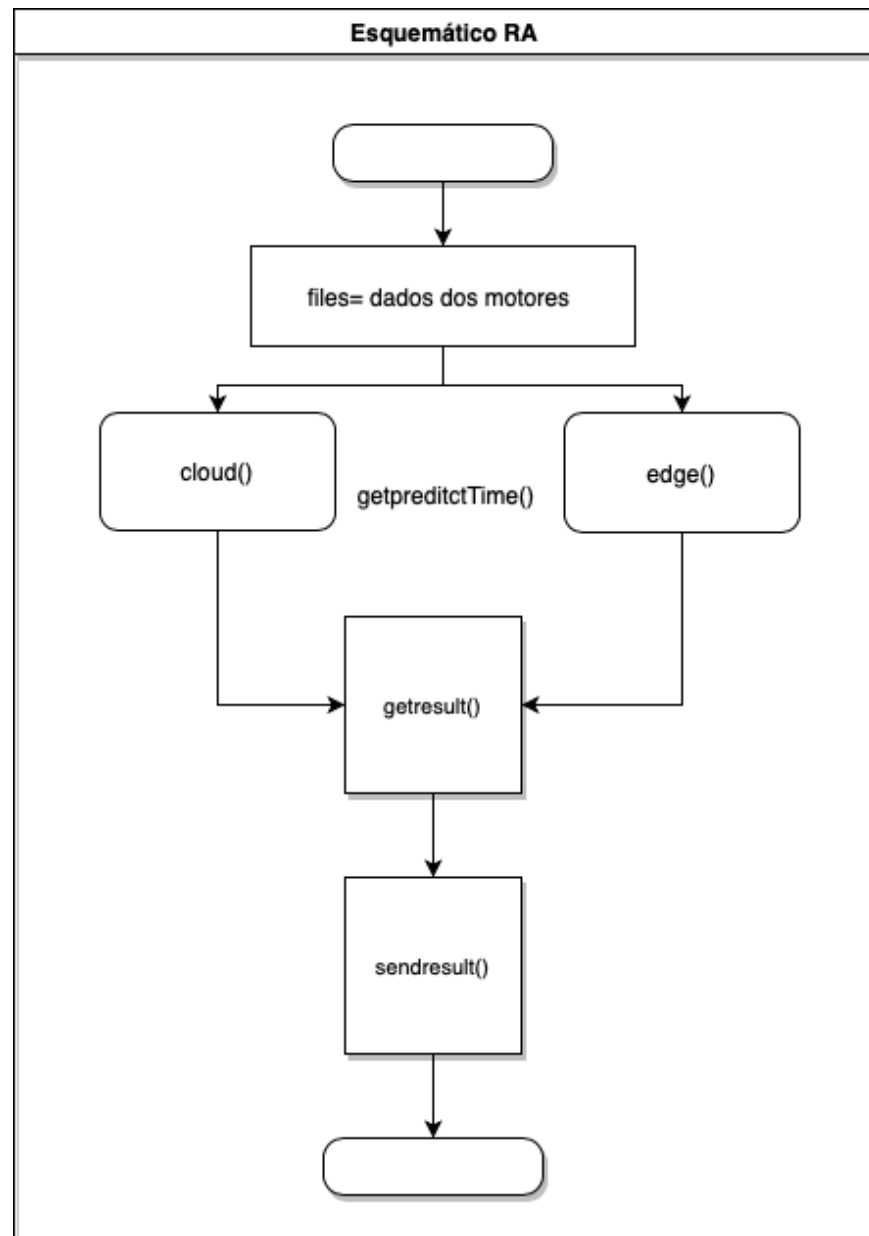 Esquemático RA
files= dados dos motores
cloud()
getpreditctTime()
edge()
getresult()
sendresult()